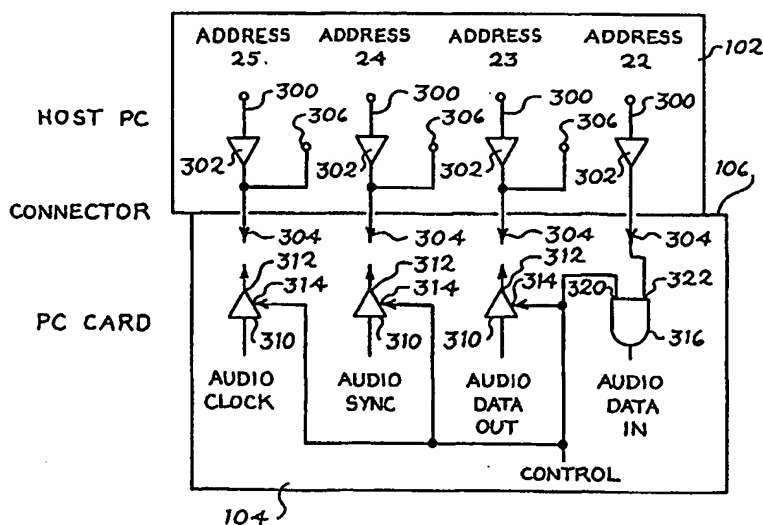 ADDRESS 25. ADDRESS 24 ADDRESS 23 ADDRESS 22
102
300 300 300 300
306 306 306
HOST PC
302 302 302 302
106
CONNECTOR
304 304 304 304
312 312 312 322
314 314 314 320
PC CARD
310 310 310 316
AUDIO CLOCK AUDIO SYNC AUDIO DATA OUT AUDIO DATA IN
CONTROL
104